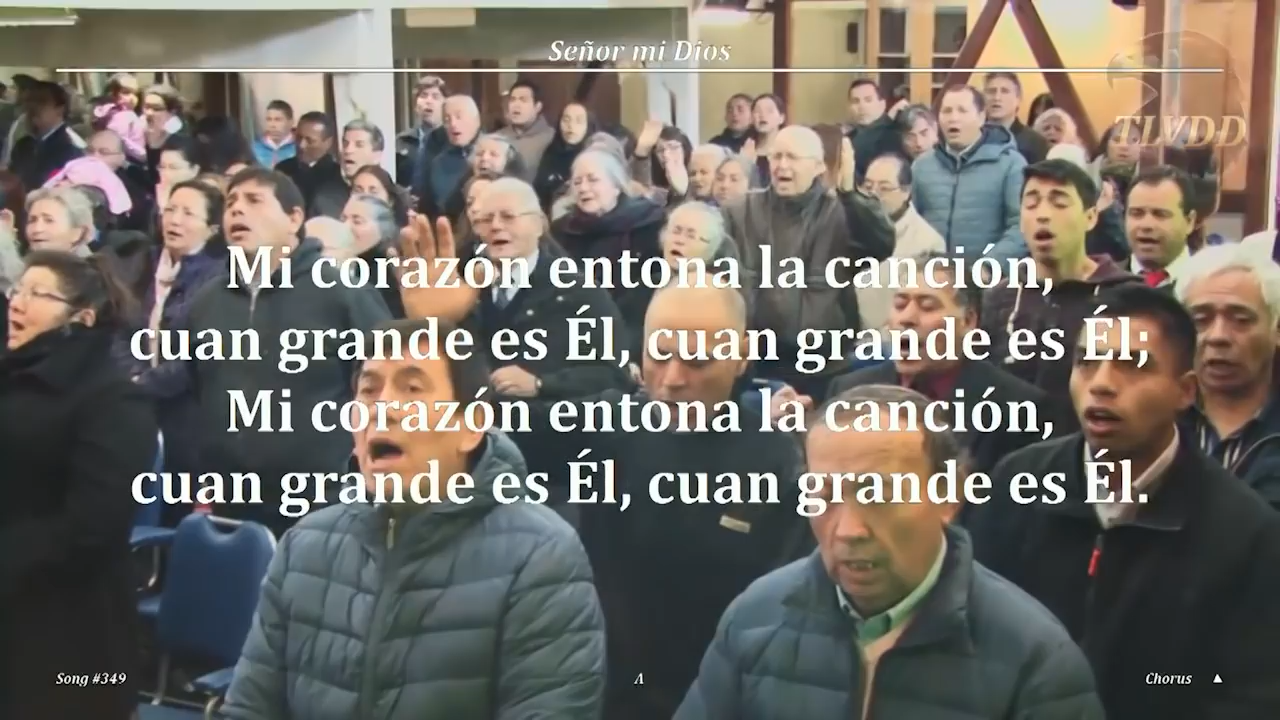 Señor mi Dios
TLVDD
Mi corazón entona la canción,
cuan grande es Él, cuan grande es Él;
Mi corazón entona la canción,
cuan grande es Él, cuan grande es Él.
Song #349
Chorus ▲